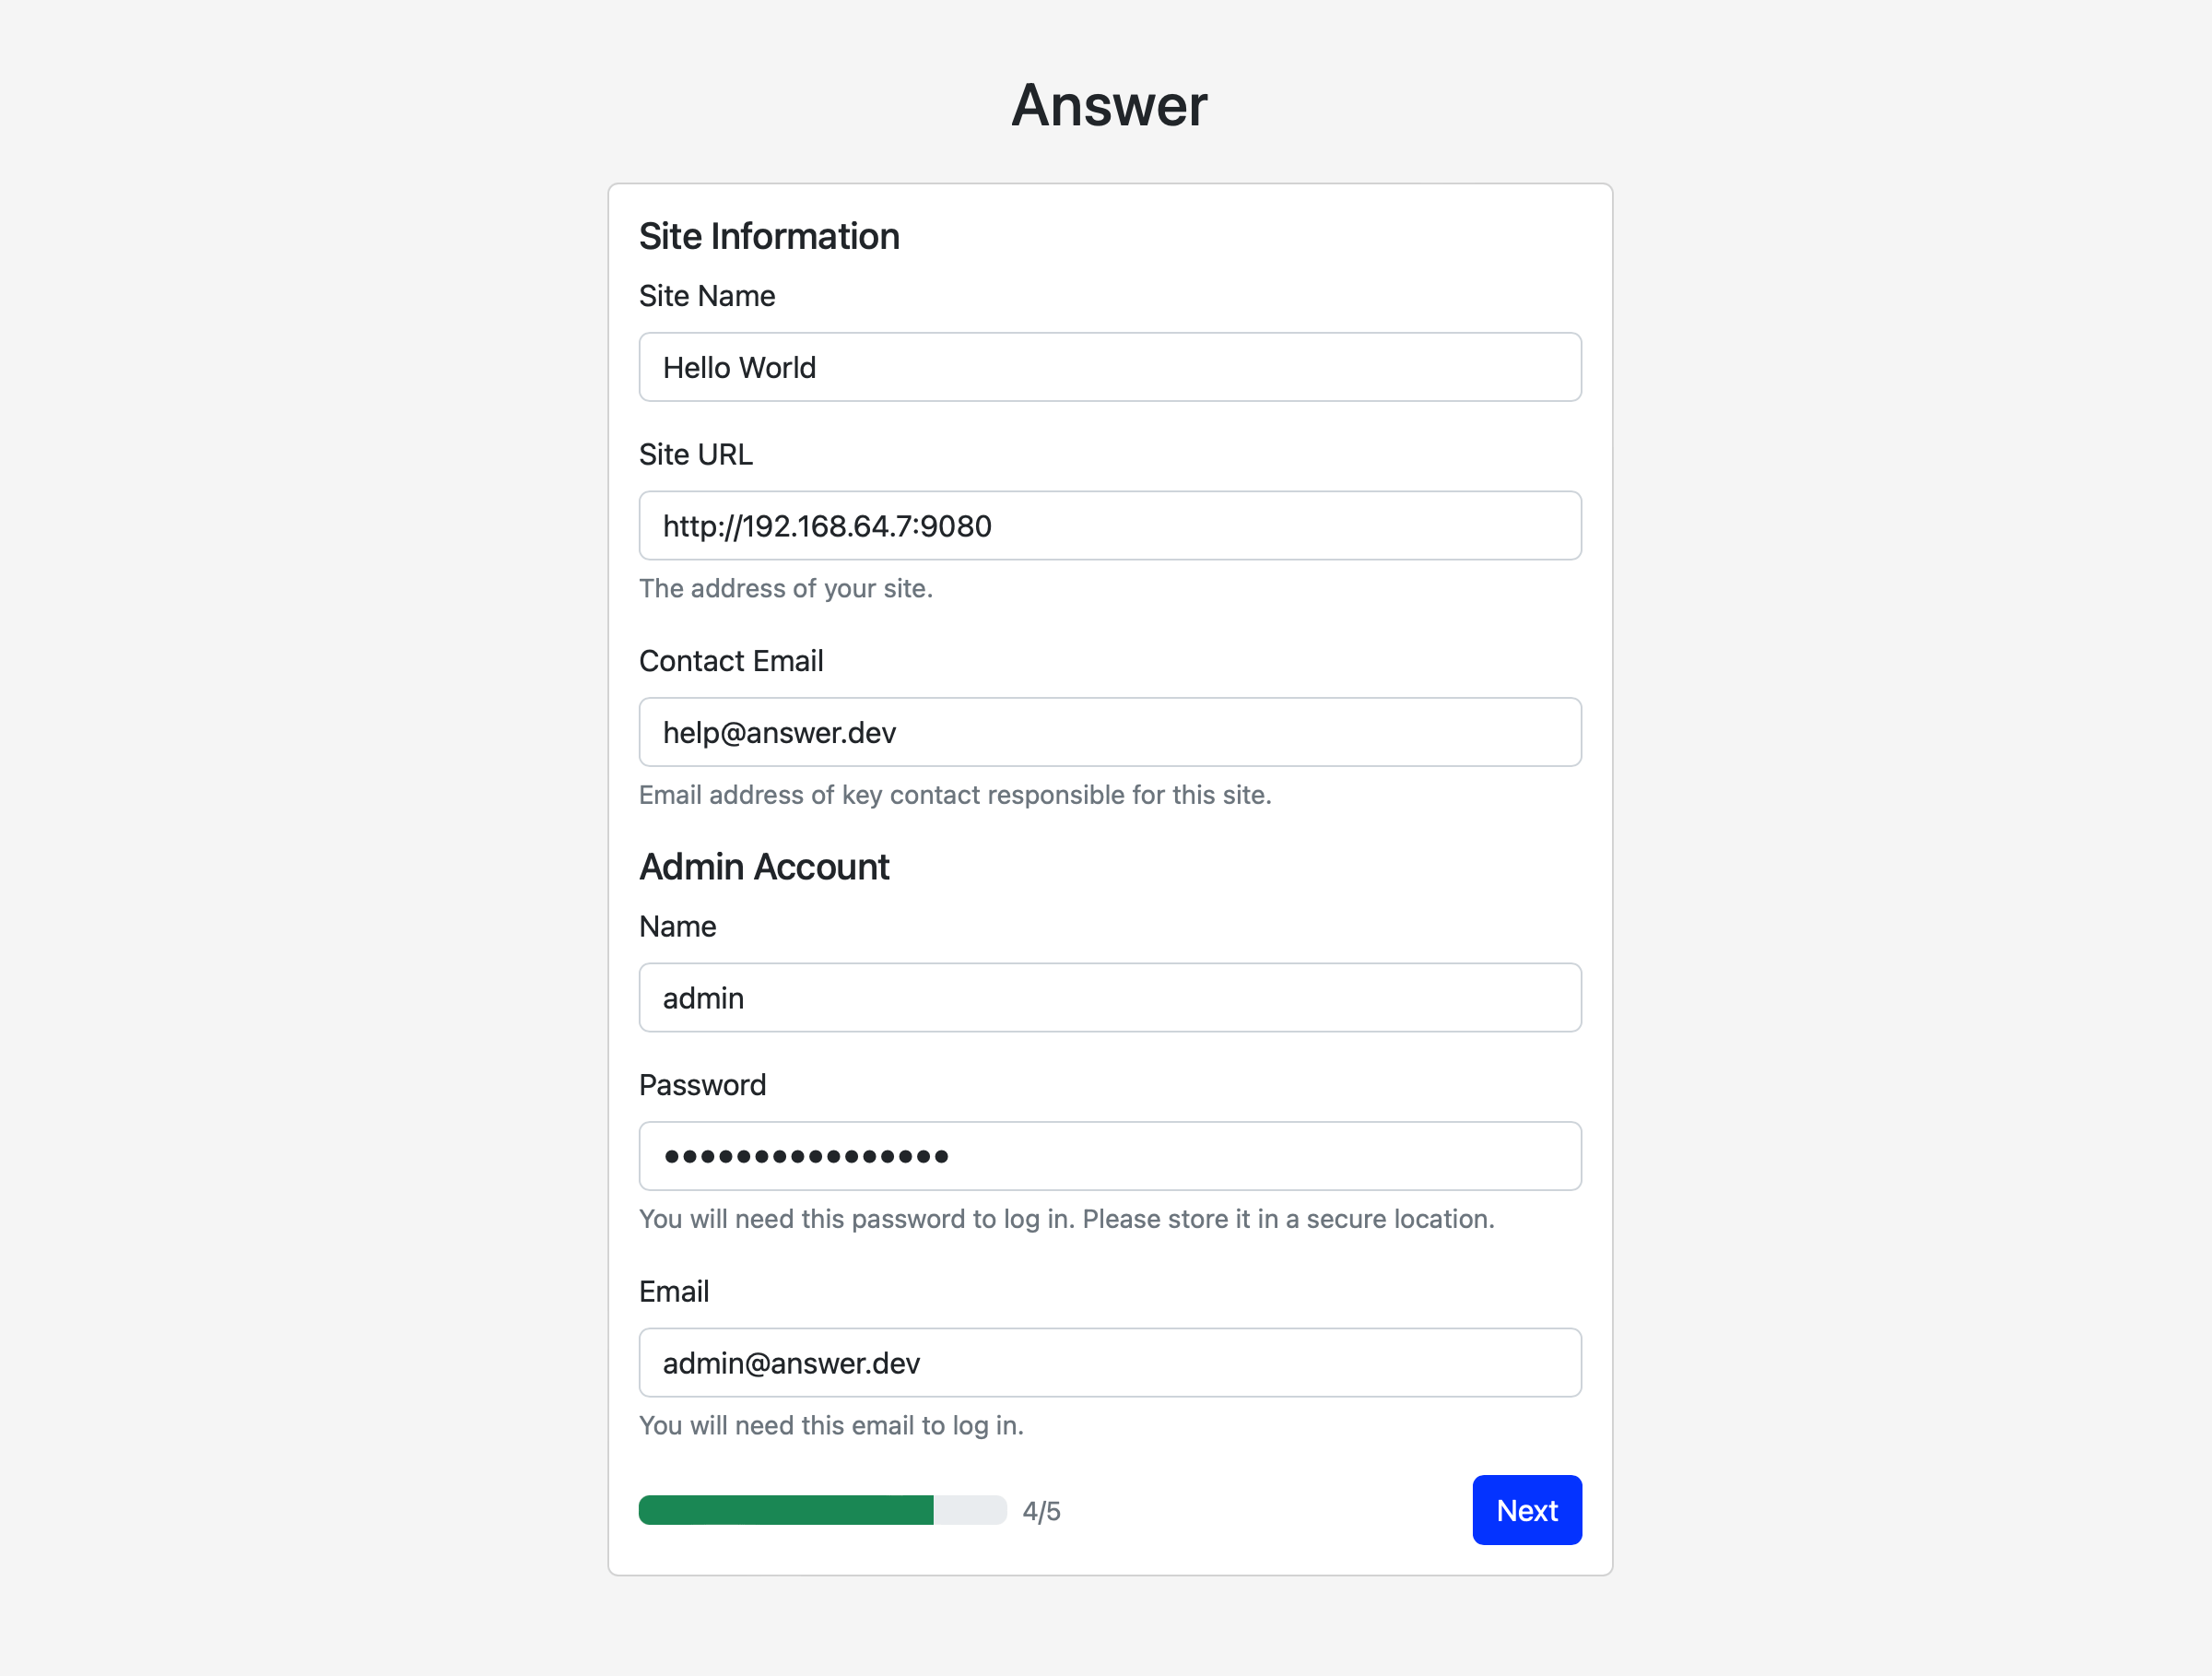 Answer
Site Information
Site Name
Hello World
Site URL
http://192.168.64.7:9080
The address of your site.
Contact Email
help@answer.dev
Email address of key contact responsible for this site.
Admin Account
Name
admin
Password
••••••••••••••••
You will need this password to log in. Please store it in a secure location.
Email
admin@answer.dev
You will need this email to log in.
4/5
Next